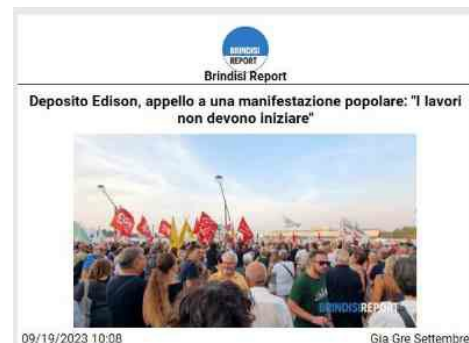 BRINDISI
REPORT
Brindisi Report
Deposito Edison, appello a una manifestazione popolare: "I lavori
non devono iniziare"
BRINDISIREPORT
09/19/2023 10:08
Gia Gre Settembre